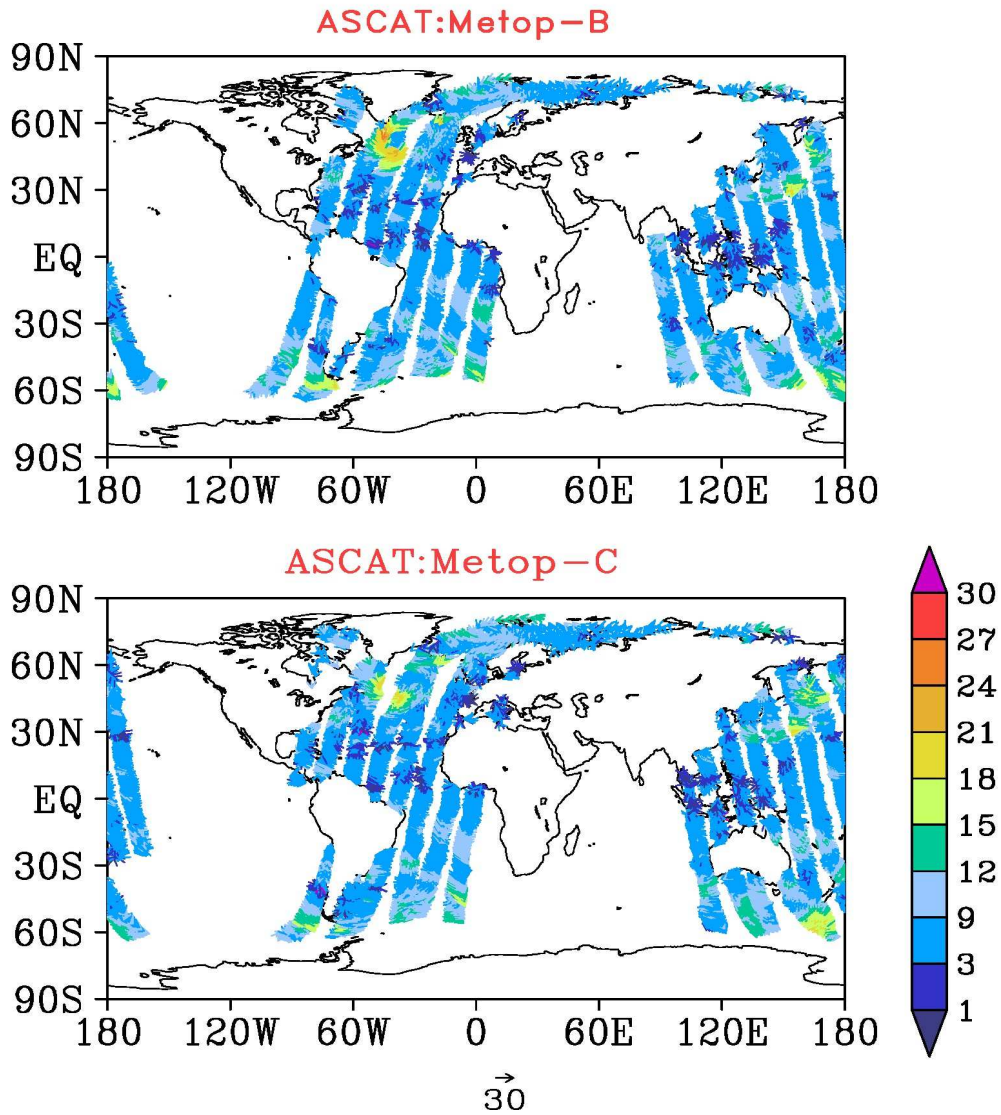 ASCAT:Metop-B
90N
60N
30N
EQ
30S
60S
90S
180 120W 60W 0 60E 120E 180
ASCAT:Metop-C
90N
60N
30N
EQ
30S
60S
90S
180 120W 60W 0 60E 120E 180
30
27
24
21
18
15
12
9
3
1
30